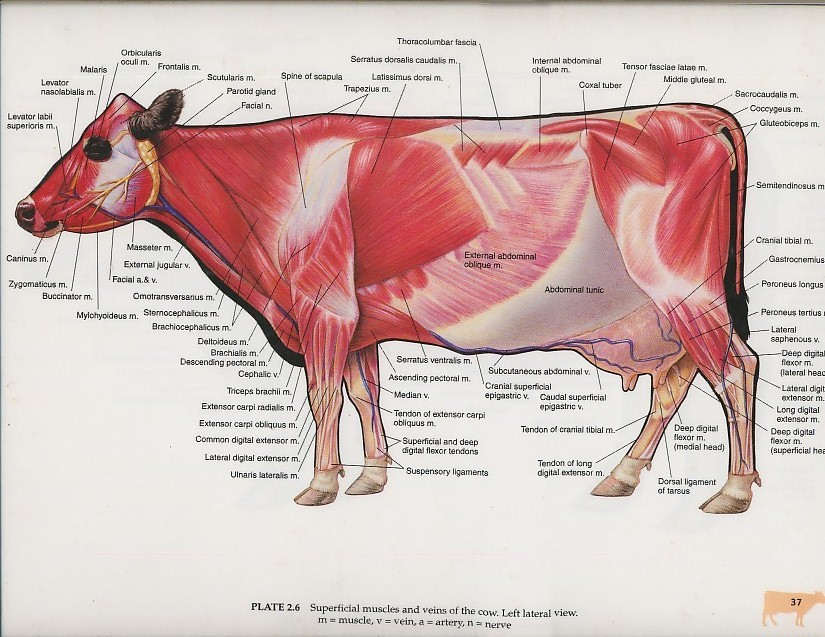 Thoracolumbar fascia
Orbicularis
oculi m.
Malaris
Frontalis m.
Scutularis m.
Levator
nasolabialis m.
Parotid gland
Facial n.
Levator labii
superioris m.
Spine of scapula
Serratus dorsalis caudalis m.
Latissimus dorsi m.
Trapezius m.
Internal abdominal
oblique m.
Tensor fasciae latae m.
Coxal tuber
Middle gluteal m.
Sacrocaudalis m.
Coccygeus m.
Gluteobiceps m.
Semitendinosus m
Cranial tibial m.
Gastrocnemius
Peroneus longus
Peroneus tertius
Lateral
saphenous v.
Deep digital
flexor m.
(lateral head
Lateral digit
extensor m.
Long digital
extensor m.
Deep digital
flexor m.
(superficial hea
Caninus m.
Zygomaticus m.
Buccinator m.
Mylohyoideus m.
Masseter m.
External jugular v.
Facial a.& v.
Omotransversarius m.
Sternocephalicus m.
Brachiocephalicus m.
Deltoideus m.
Brachialis m.
Descending pectoral m.
Cephalic v.
Triceps brachii m.
Extensor carpi radialis m.
Extensor carpi obliquus m.
Common digital extensor m.
Lateral digital extensor m.
Ulnaris lateralis m.
External abdominal
oblique m.
Abdominal tunic
Serratus ventralis m.
Ascending pectoral m.
Median v.
Tendon of extensor carpi
obliquus m.
Superficial and deep
digital flexor tendons
Suspensory ligaments
Subcutaneous abdominal v.
Cranial superficial
epigastric v.
Caudal superficial
epigastric v.
Tendon of cranial tibial m.
Tendon of long
digital extensor m.
Deep digital
flexor m.
(medial head)
Dorsal ligament
of tarsus
PLATE 2.6 Superficial muscles and veins of the cow. Left lateral view.
m = muscle, v = vein, a = artery, n = nerve
37